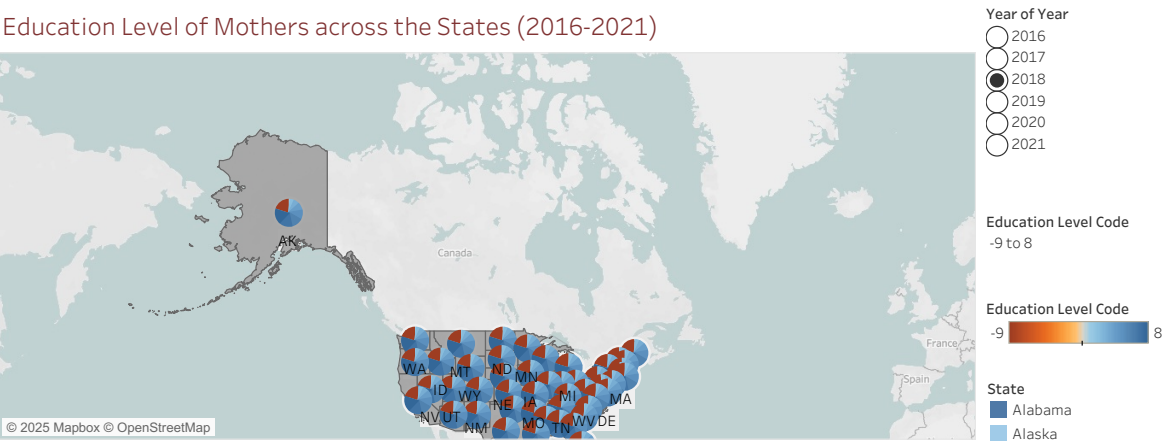 Education Level of Mothers across the States (2016-2021)
Year of Year
2016
2017
2018
2019
2020
2021
Education Level Code
-9 to 8
Education Level Code
-9 8
State
Alabama
Alaska
AK
Canada
France
Spain
WA MT ND MN
ID WY NE IA MI MA
NV UT NM MO TN WV DE
© 2025 Mapbox © OpenStreetMap